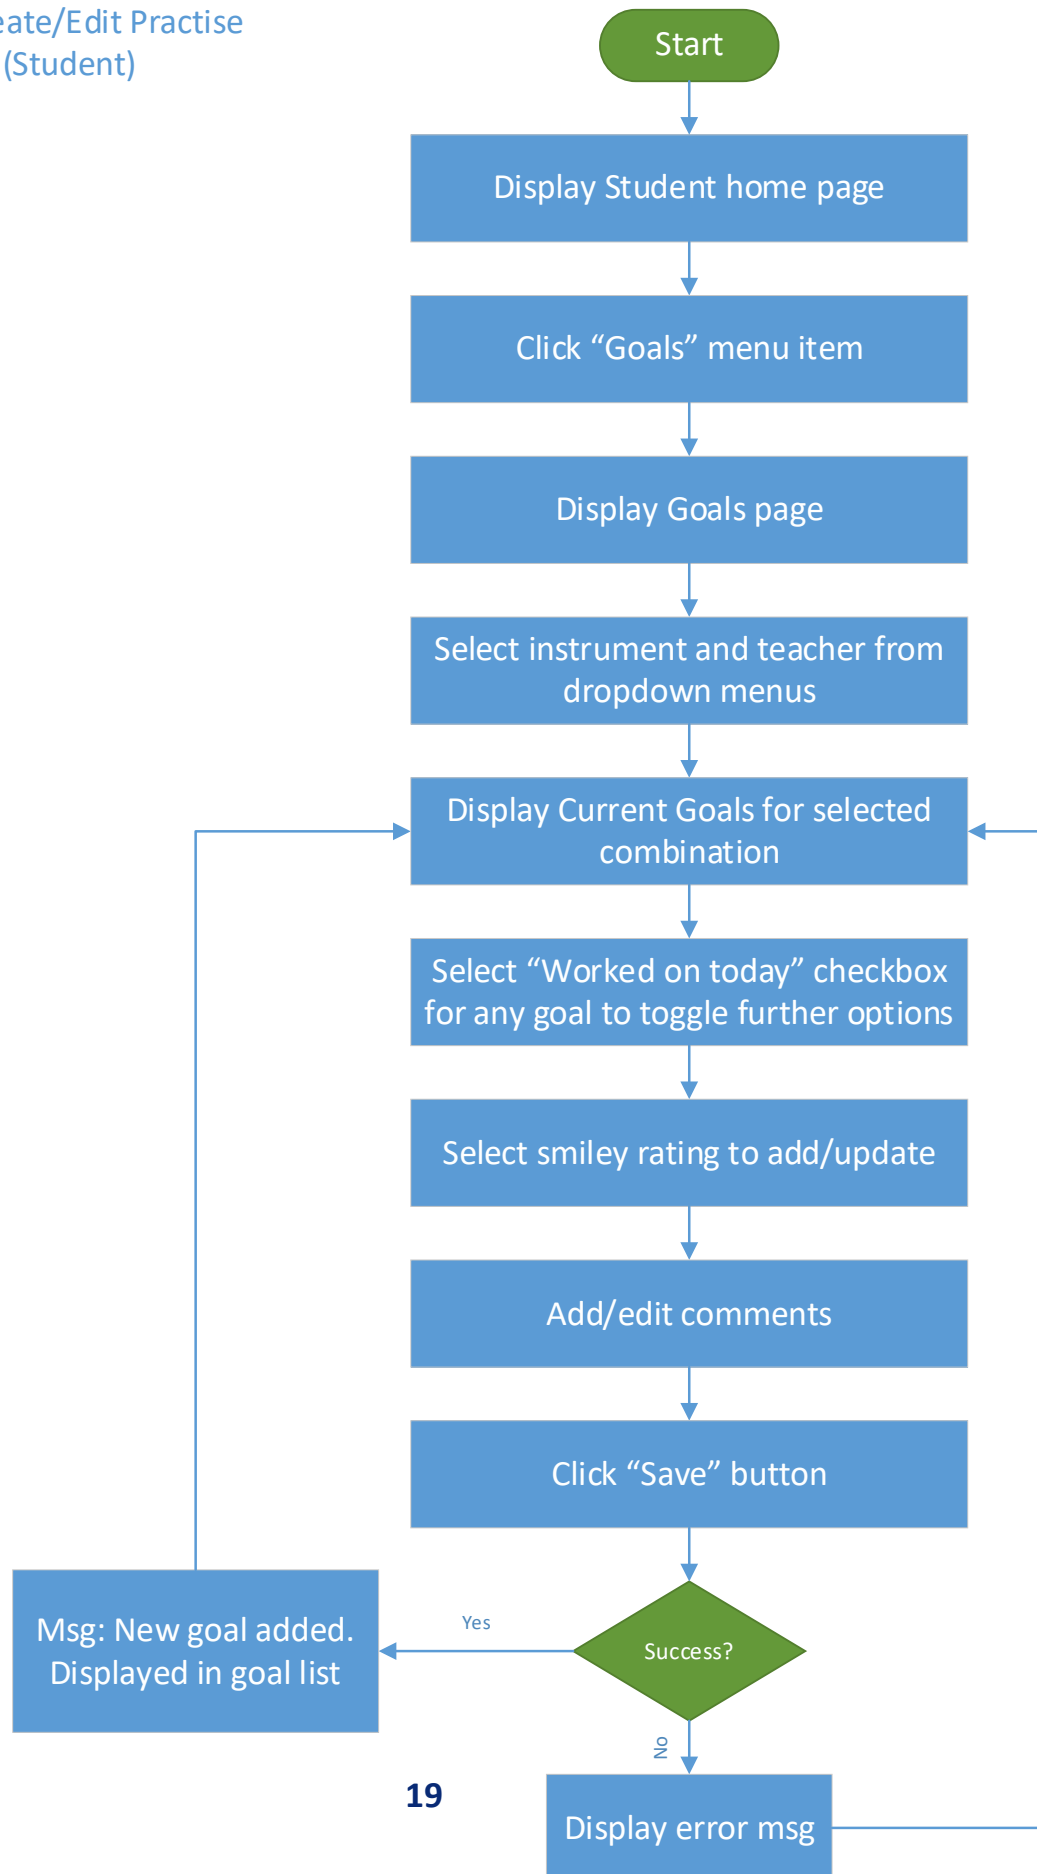 eate/Edit Practise
(Student)
Start
Display Student home page
Click “Goals” menu item
Display Goals page
Select instrument and teacher from
dropdown menus
Display Current Goals for selected
combination
Select “Worked on today” checkbox
for any goal to toggle further options
Select smiley rating to add/update
Add/edit comments
Click “Save” button
Success?
Yes
Msg: New goal added.
Displayed in goal list
No
Display error msg
19